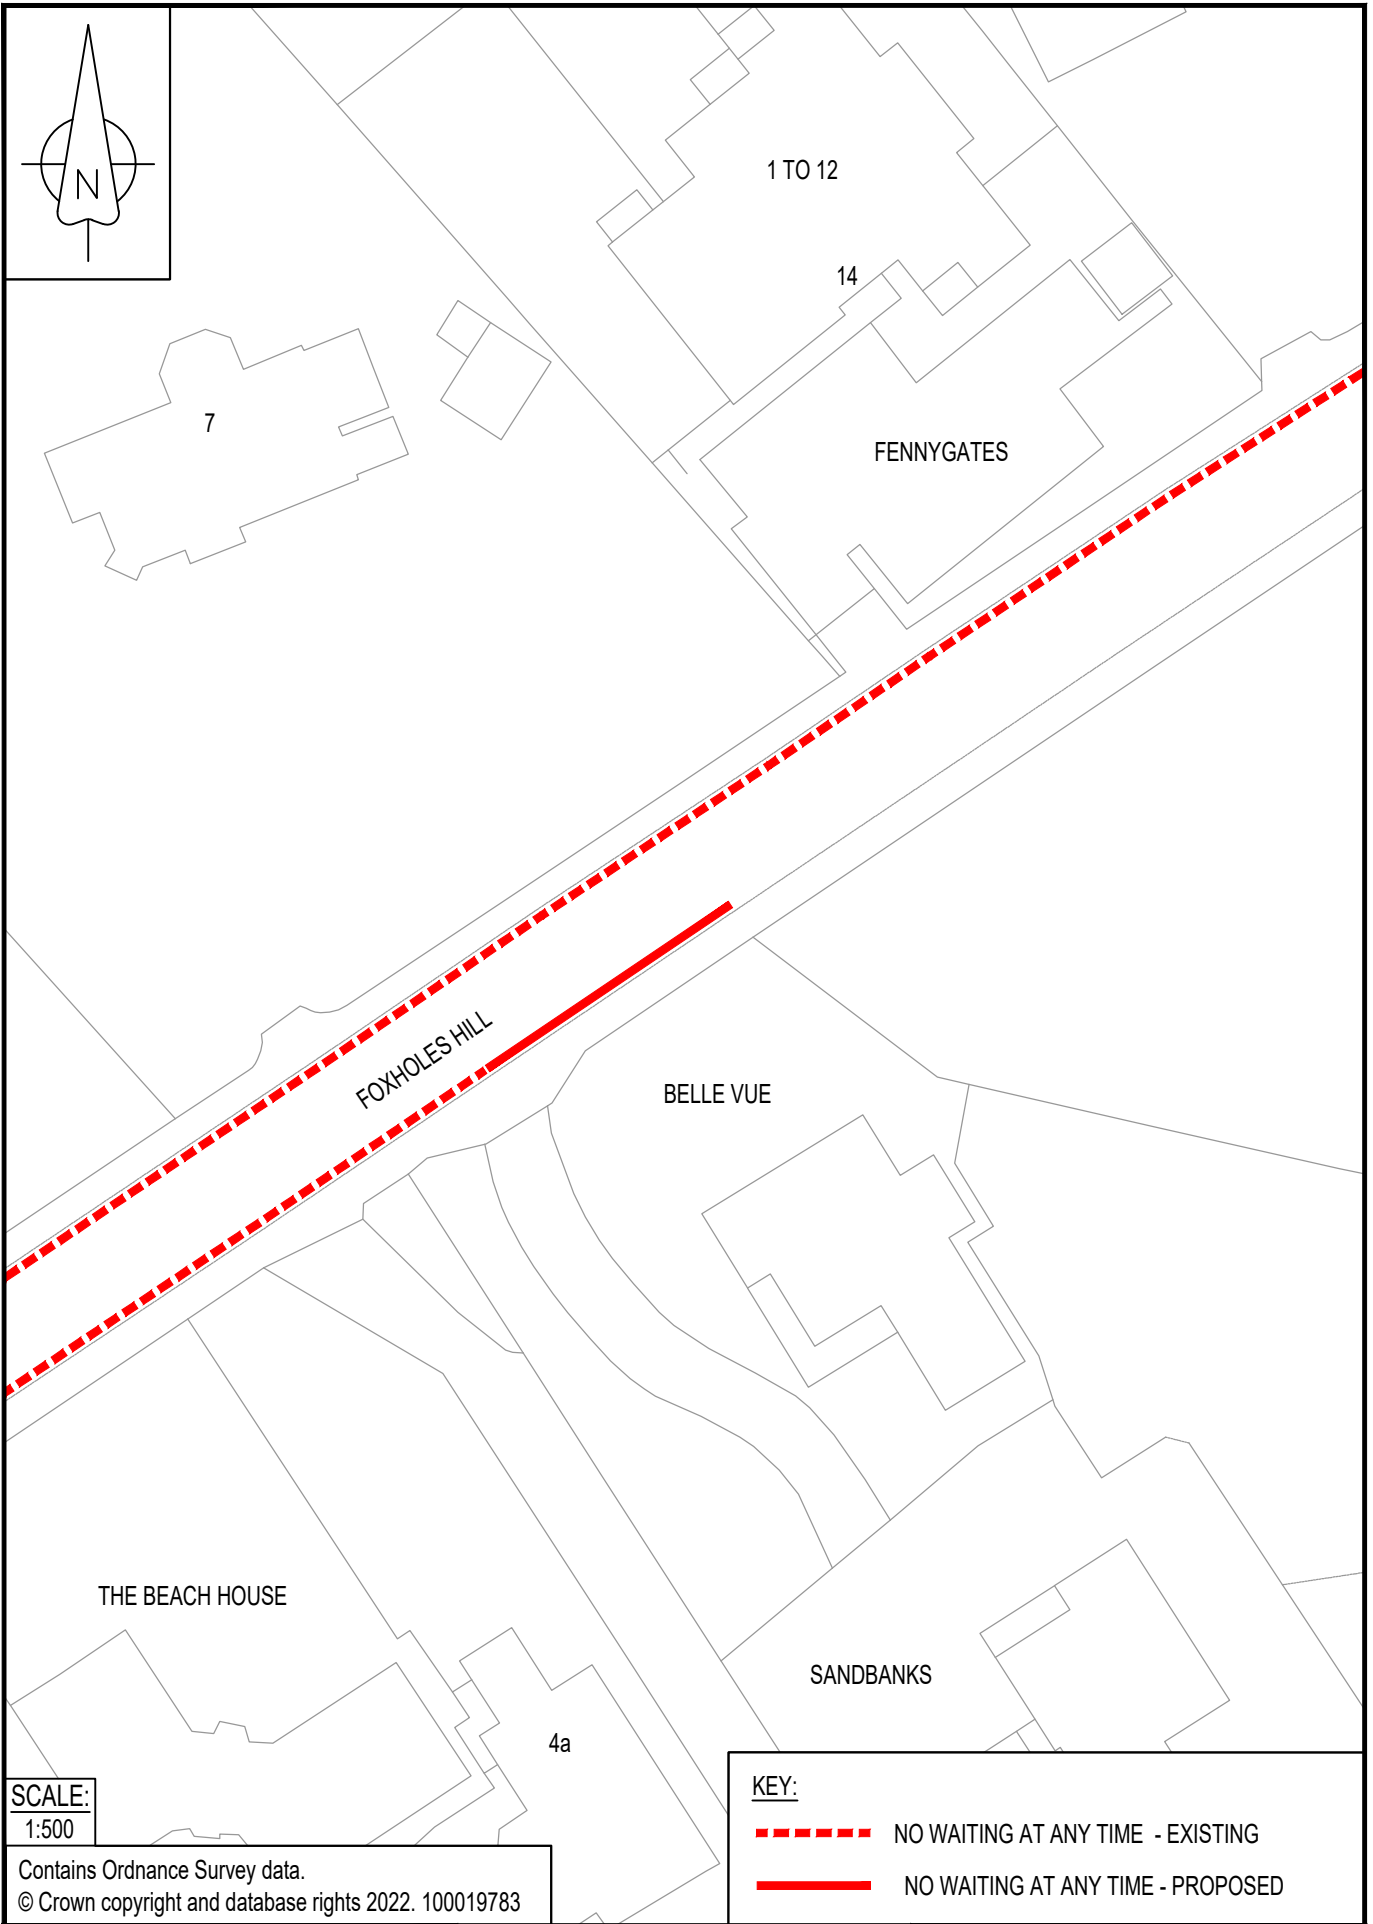 N
1 TO 12
14
7
FENNYGATES
FOXHOLES HILL
BELLE VUE
THE BEACH HOUSE
SANDBANKS
4a
SCALE:
1:500
Contains Ordnance Survey data.
© Crown copyright and database rights 2022. 100019783
KEY:
NO WAITING AT ANY TIME - EXISTING
NO WAITING AT ANY TIME - PROPOSED